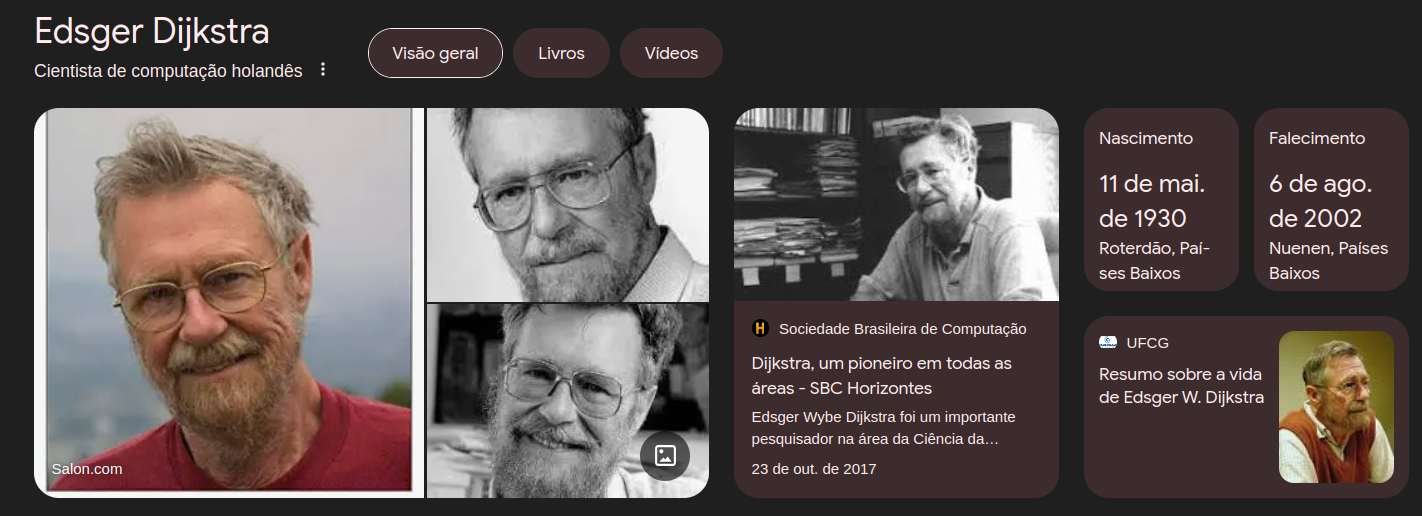 Edsger Dijkstra
Cientista de computação holandês
Visão geral
Livros
Vídeos
Salon.com
Sociedade Brasileira de Computação
Dijkstra, um pioneiro em todas as
áreas - SBC Horizontes
Edsger Wybe Dijkstra foi um importante
pesquisador na área da Ciência da…
23 de out. de 2017
Nascimento
11 de mai.
de 1930
Roterdão, Paí-
ses Baixos
Falecimento
6 de ago.
de 2002
Nuenen, Países
Baixos
UFCG
Resumo sobre a vida
de Edsger W. Dijkstra